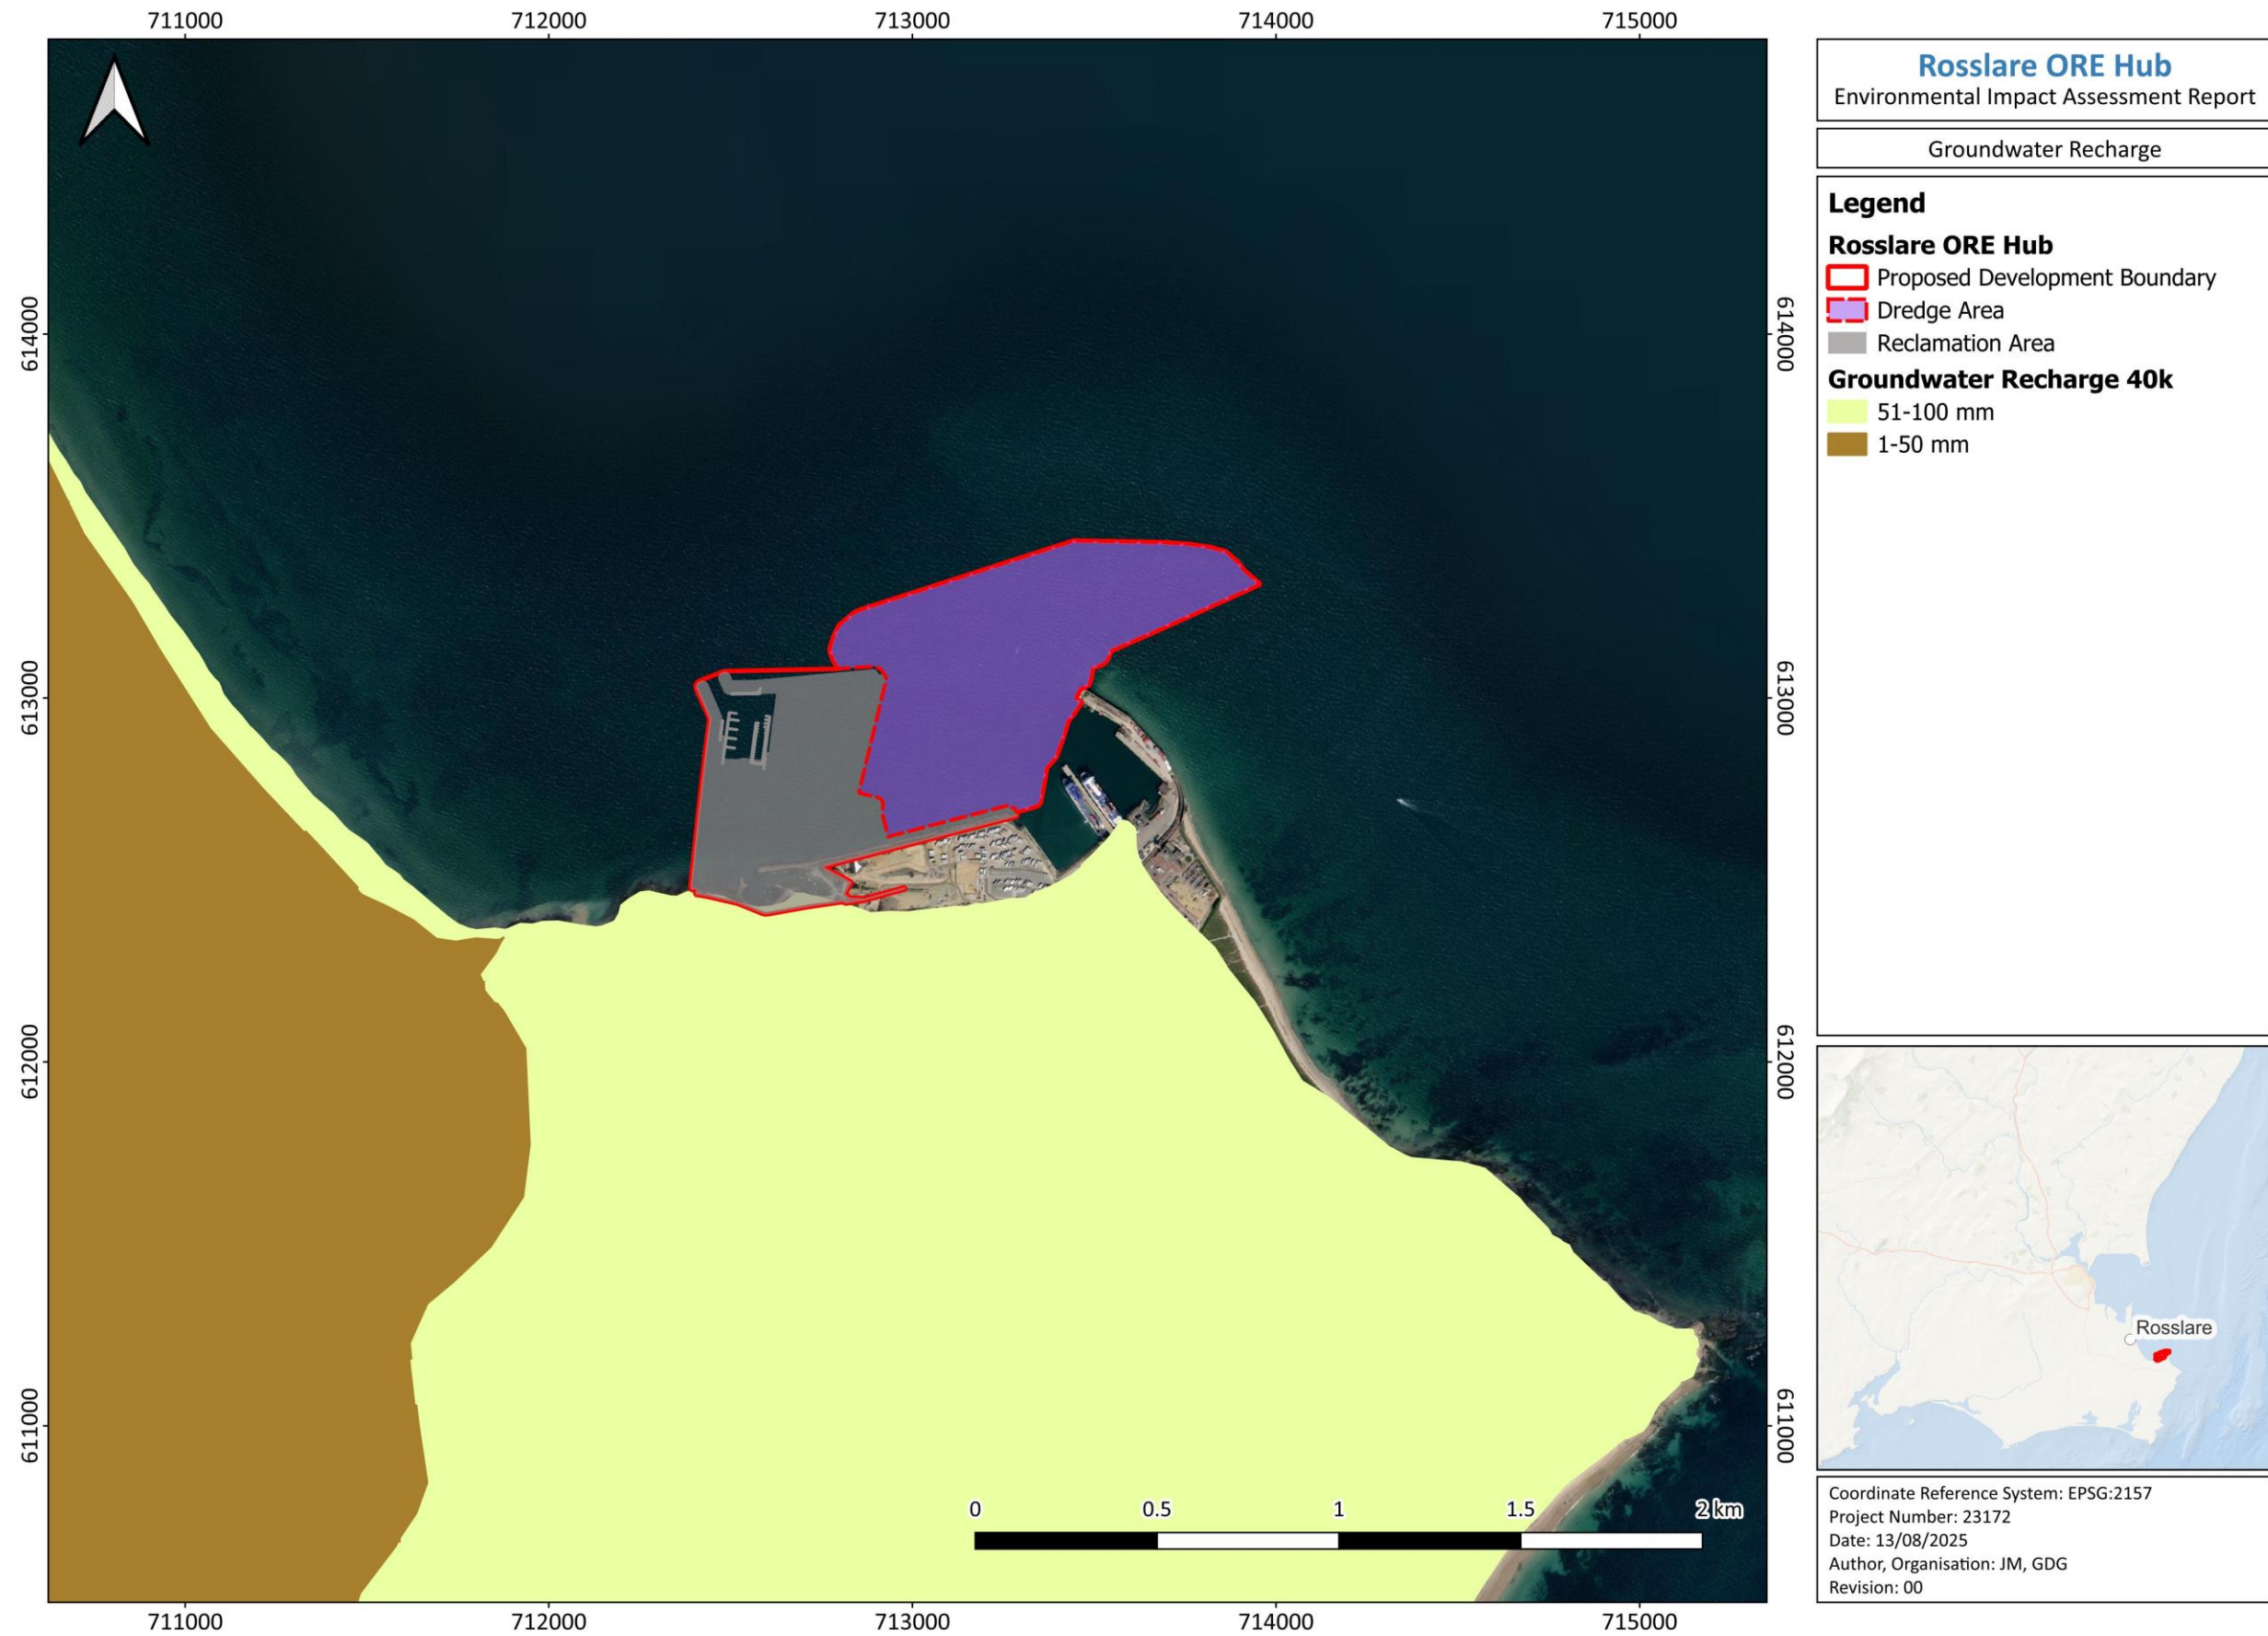 711000
712000
713000
714000
715000
614000
613000
612000
611000
614000
613000
612000
611000
0
0.5
1
1.5
2 km
711000
712000
713000
714000
715000
Rosslare ORE Hub
Environmental Impact Assessment Report
Groundwater Recharge
Legend
Rosslare ORE Hub
Proposed Development Boundary
Dredge Area
Reclamation Area
Groundwater Recharge 40k
51-100 mm
1-50 mm
Rosslare
Coordinate Reference System: EPSG:2157
Project Number: 23172
Date: 13/08/2025
Author, Organisation: JM, GDG
Revision: 00